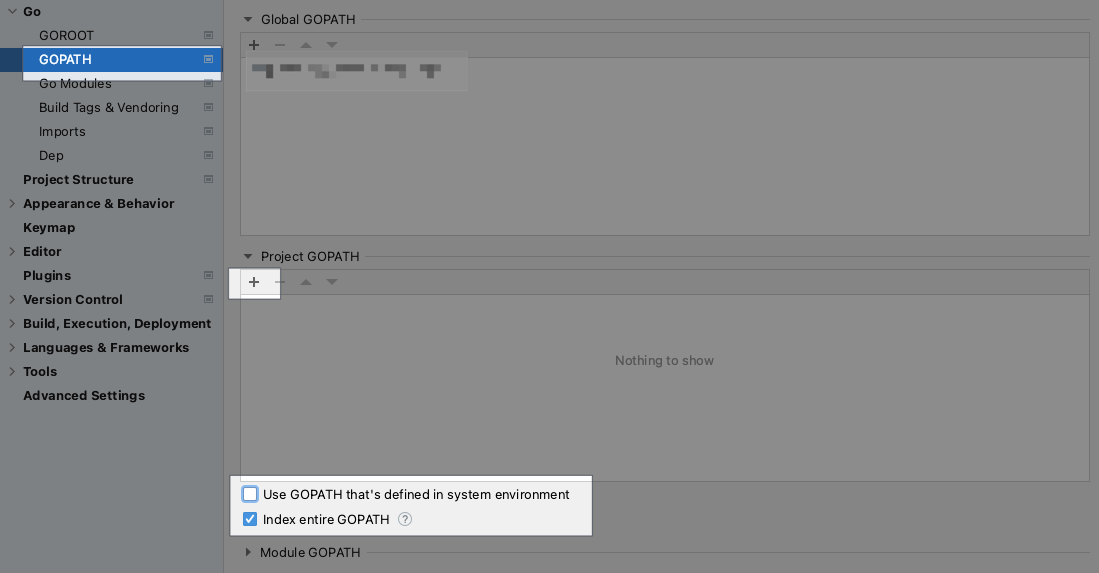 Go
GOROOT
GOPATH
Go Modules
Build Tags & Vendoring
Imports
Dep
Project Structure
Appearance & Behavior
Keymap
Editor
Plugins
Version Control
Build, Execution, Deployment
Languages & Frameworks
Tools
Advanced Settings
Global GOPATH
Project GOPATH
Nothing to show
Use GOPATH that's defined in system environment
Index entire GOPATH ?
Module GOPATH